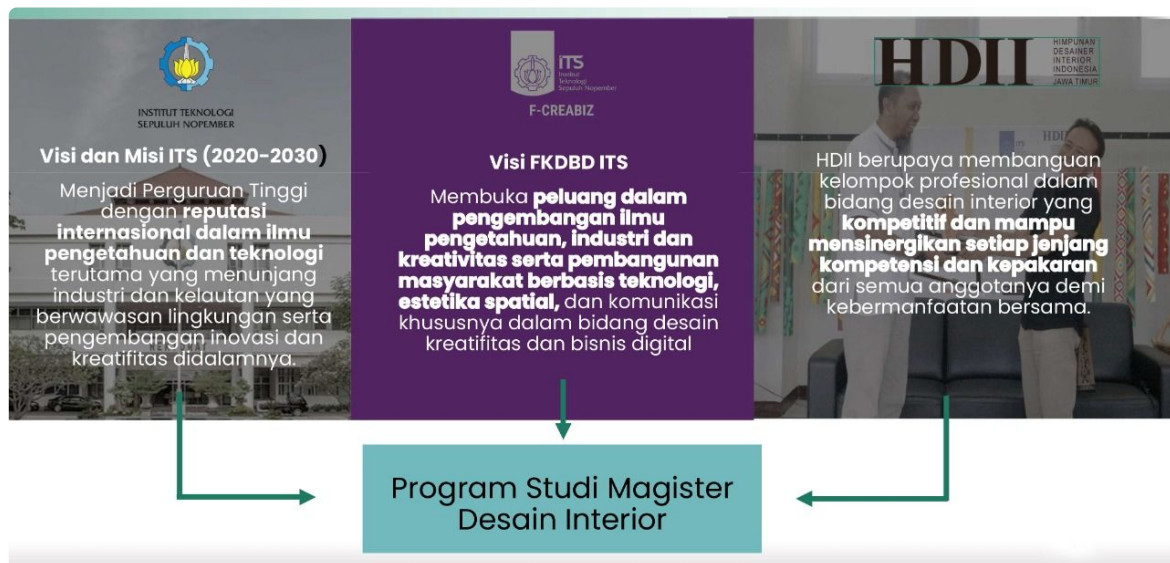 INSTITUT TEKNOLOGI
SEPULUH NOPEMBER
Visi dan Misi ITS (2020-2030)
Menjadi Perguruan Tinggi
dengan reputasi
internasional dalam ilmu
pengetahuan dan teknologi
terutama yang menunjang
industri dan kelautan yang
berwawasan lingkungan serta
pengembangan inovasi dan
kreatifitas didalamnya.
ITS
Institut
Teknologi
Sepuluh Nopember
F-CREABIZ
Visi FKDBD ITS
Membuka peluang dalam
pengembangan ilmu
pengetahuan, industri dan
kreativitas serta pembangunan
masyarakat berbasis teknologi,
estetika spatial, dan komunikasi
khususnya dalam bidang desain
kreatifitas dan bisnis digital
HDII
HIMPUNAN
DESAINER
INTERIOR
INDONESIA
JAWA TIMUR
HDII
HDII berupaya membanguan
kelompok profesional dalam
bidang desain interior yang
kompetitif dan mampu
mensinergikan setiap jenjang
kompetensi dan kepakaran
dari semua anggotanya demi
kebermanfaatan bersama.
Program Studi Magister
Desain Interior